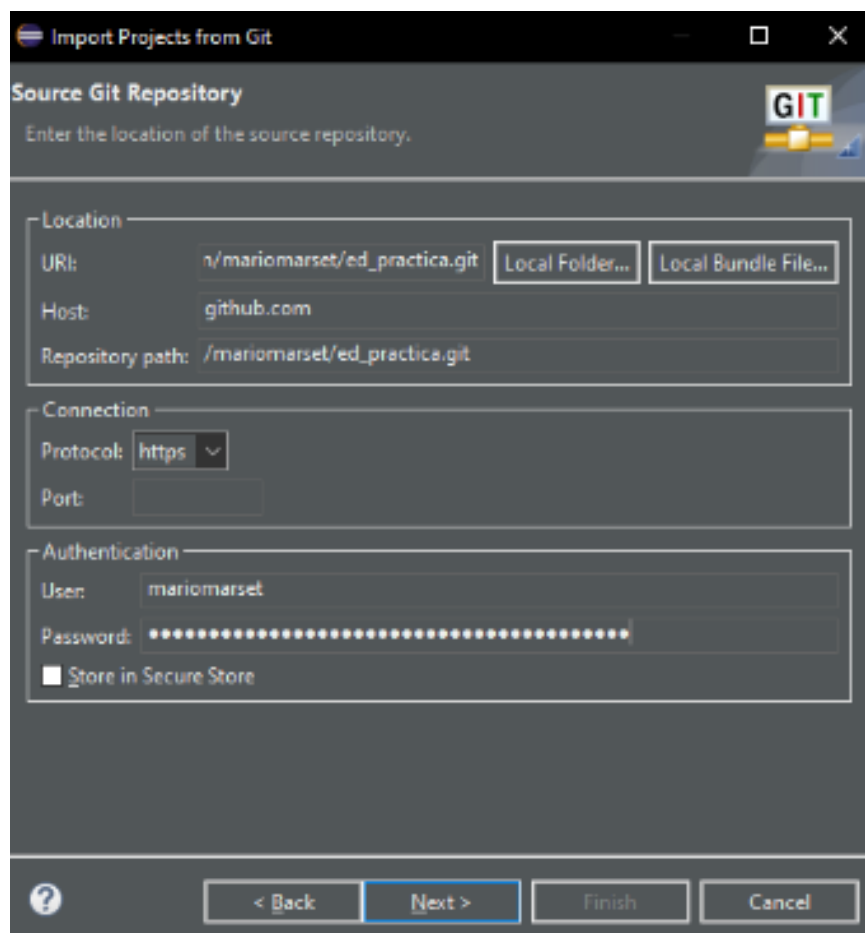 Import Projects from Git
Source Git Repository
Enter the location of the source repository.
GIT
Location
URI: n/mariomarset/ed_practica.git Local Folder... Local Bundle File...
Host: github.com
Repository path: /mariomarset/ed_practica.git
Connection
Protocol: https
Port:
Authentication
User: mariomarset
Password: ••••••••••••••••••••••••••••••••••••••••
Store in Secure Store
? < Back Next > Finish Cancel